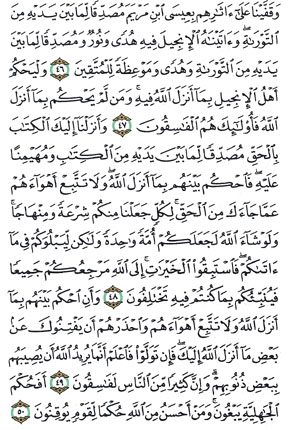 وَقَفَّيْنَا عَلَىٰٓ ءَاثَٰرِهِم بِعِيسَى ٱبْنِ مَرْيَمَ مُصَدِّقًا لِّمَا بَيْنَ يَدَيْهِ مِنَ
ٱلتَّوْرَىٰةِ وَءَاتَيْنَٰهُ ٱلْإِنجِيلَ فِيهِ هُدًى وَنُورٌ وَمُصَدِّقًا لِّمَا بَيْنَ
يَدَيْهِ مِنَ ٱلتَّوْرَىٰةِ وَهُدًى وَمَوْعِظَةً لِّلْمُتَّقِينَ ٤٦ وَلْيَحْكُمْ
أَهْلُ ٱلْإِنجِيلِ بِمَآ أَنزَلَ ٱللَّهُ فِيهِ وَمَن لَّمْ يَحْكُم بِمَآ أَنزَلَ
ٱللَّهُ فَأُو۟لَٰٓئِكَ هُمُ ٱلْفَٰسِقُونَ ٤٧ وَأَنزَلْنَآ إِلَيْكَ ٱلْكِتَٰبَ
بِٱلْحَقِّ مُصَدِّقًا لِّمَا بَيْنَ يَدَيْهِ مِنَ ٱلْكِتَٰبِ وَمُهَيْمِنًا
عَلَيْهِ فَٱحْكُم بَيْنَهُم بِمَآ أَنزَلَ ٱللَّهُ وَلَا تَتَّبِعْ أَهْوَآءَهُمْ
عَمَّا جَآءَكَ مِنَ ٱلْحَقِّ لِكُلٍّ جَعَلْنَا مِنكُمْ شِرْعَةً وَمِنْهَاجًا
وَلَوْ شَآءَ ٱللَّهُ لَجَعَلَكُمْ أُمَّةً وَٰحِدَةً وَلَٰكِن لِّيَبْلُوَكُمْ فِى مَآ
ءَاتَىٰكُمْ فَٱسْتَبِقُوا۟ ٱلْخَيْرَٰتِ إِلَى ٱللَّهِ مَرْجِعُكُمْ جَمِيعًا
فَيُنَبِّئُكُم بِمَا كُنتُمْ فِيهِ تَخْتَلِفُونَ ٤٨ وَأَنِ ٱحْكُم بَيْنَهُم بِمَآ
أَنزَلَ ٱللَّهُ وَلَا تَتَّبِعْ أَهْوَآءَهُمْ وَٱحْذَرْهُمْ أَن يَفْتِنُوكَ عَنۢ
بَعْضِ مَآ أَنزَلَ ٱللَّهُ إِلَيْكَ فَإِن تَوَلَّوْا۟ فَٱعْلَمْ أَنَّمَا يُرِيدُ ٱللَّهُ أَن يُصِيبَهُم
بِبَعْضِ ذُنُوبِهِمْ وَإِنَّ كَثِيرًا مِّنَ ٱلنَّاسِ لَفَٰسِقُونَ ٤٩ أَفَحُكْمَ
ٱلْجَٰهِلِيَّةِ يَبْغُونَ وَمَنْ أَحْسَنُ مِنَ ٱللَّهِ حُكْمًا لِّقَوْمٍ يُوقِنُونَ ٥٠